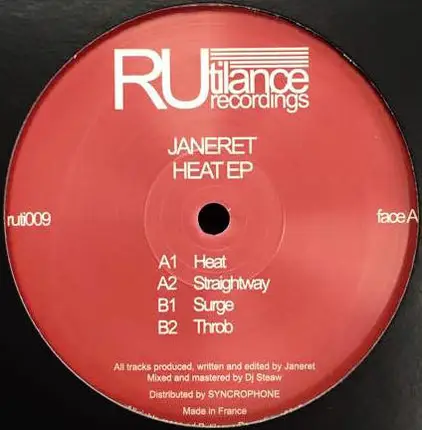 RUtilance
recordings
JANERET
HEAT EP
ruti009
face A
A1 Heat
A2 Straightway
B1 Surge
B2 Throb
All tracks produced, written and edited by Janeret
Mixed and mastered by Dj Steaw
Distributed by SYNCROPHONE
Made in France